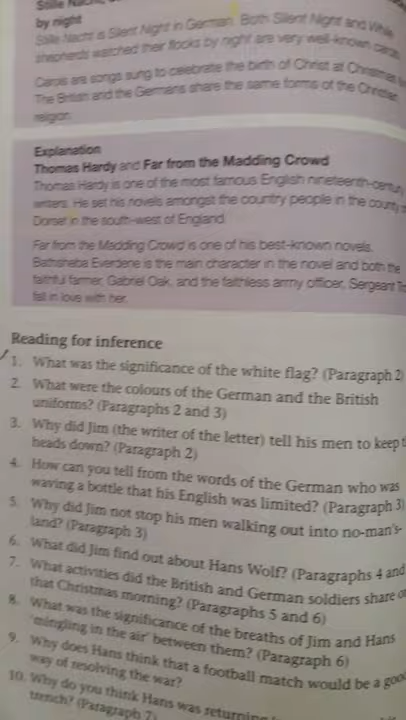 Stille Nacht,
by night
Stille Nacht is Silent Night in German. Both Silent Night and While
shepherds watched their flocks by night are very well-known carols
Carols are songs sung to celebrate the birth of Christ at Christmas
The British and the Germans share the same forms of the Christian
religion.
Explanation
Thomas Hardy and Far from the Madding Crowd
Thomas Hardy is one of the most famous English nineteenth-century
writers. He set his novels amongst the country people in the county
Dorset in the south-west of England.
Far from the Madding Crowd is one of his best-known novels.
Bathsheba Everdene is the main character in the novel and both the
faithful farmer, Gabriel Oak, and the faithless army officer, Sergeant
fall in love with her.
Reading for inference
1. What was the significance of the white flag? (Paragraph 2)
2. What were the colours of the German and the British
uniforms? (Paragraphs 2 and 3)
3. Why did Jim (the writer of the letter) tell his men to keep
heads down? (Paragraph 2)
4. How can you tell from the words of the German who was
waving a bottle that his English was limited? (Paragraph 3)
5. Why did Jim not stop his men walking out into no-man's-
land? (Paragraph 3)
6. What did Jim find out about Hans Wolf? (Paragraphs 4 and
7. What activities did the British and German soldiers share
that Christmas morning? (Paragraphs 5 and 6)
8. What was the significance of the breaths of Jim and Hans
'mingling in the air' between them? (Paragraph 6)
9. Why does Hans think that a football match would be a good
way of resolving the war?
10. Why do you think Hans was returning
trench? (Paragraph 7)